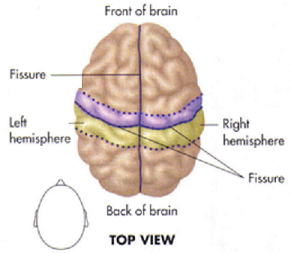 Front of brain
Fissure
Left
hemisphere
Right
hemisphere
Fissure
Back of brain
TOP VIEW